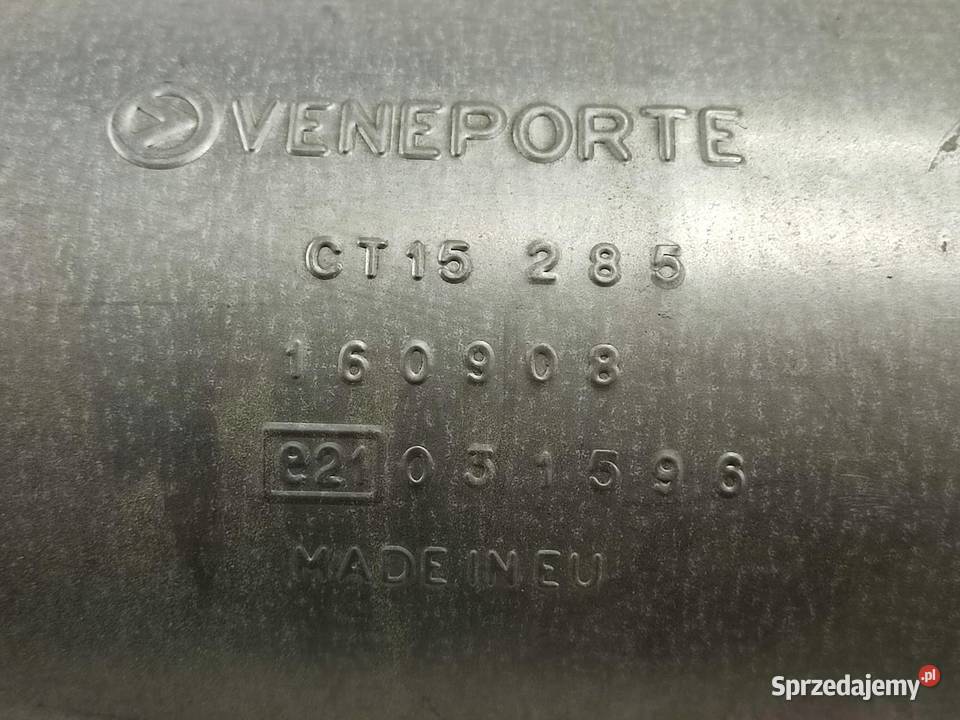 VENEPORTE
CT15 285
160908
e21 031596
MADE IN EU
Sprzedajemy.pl